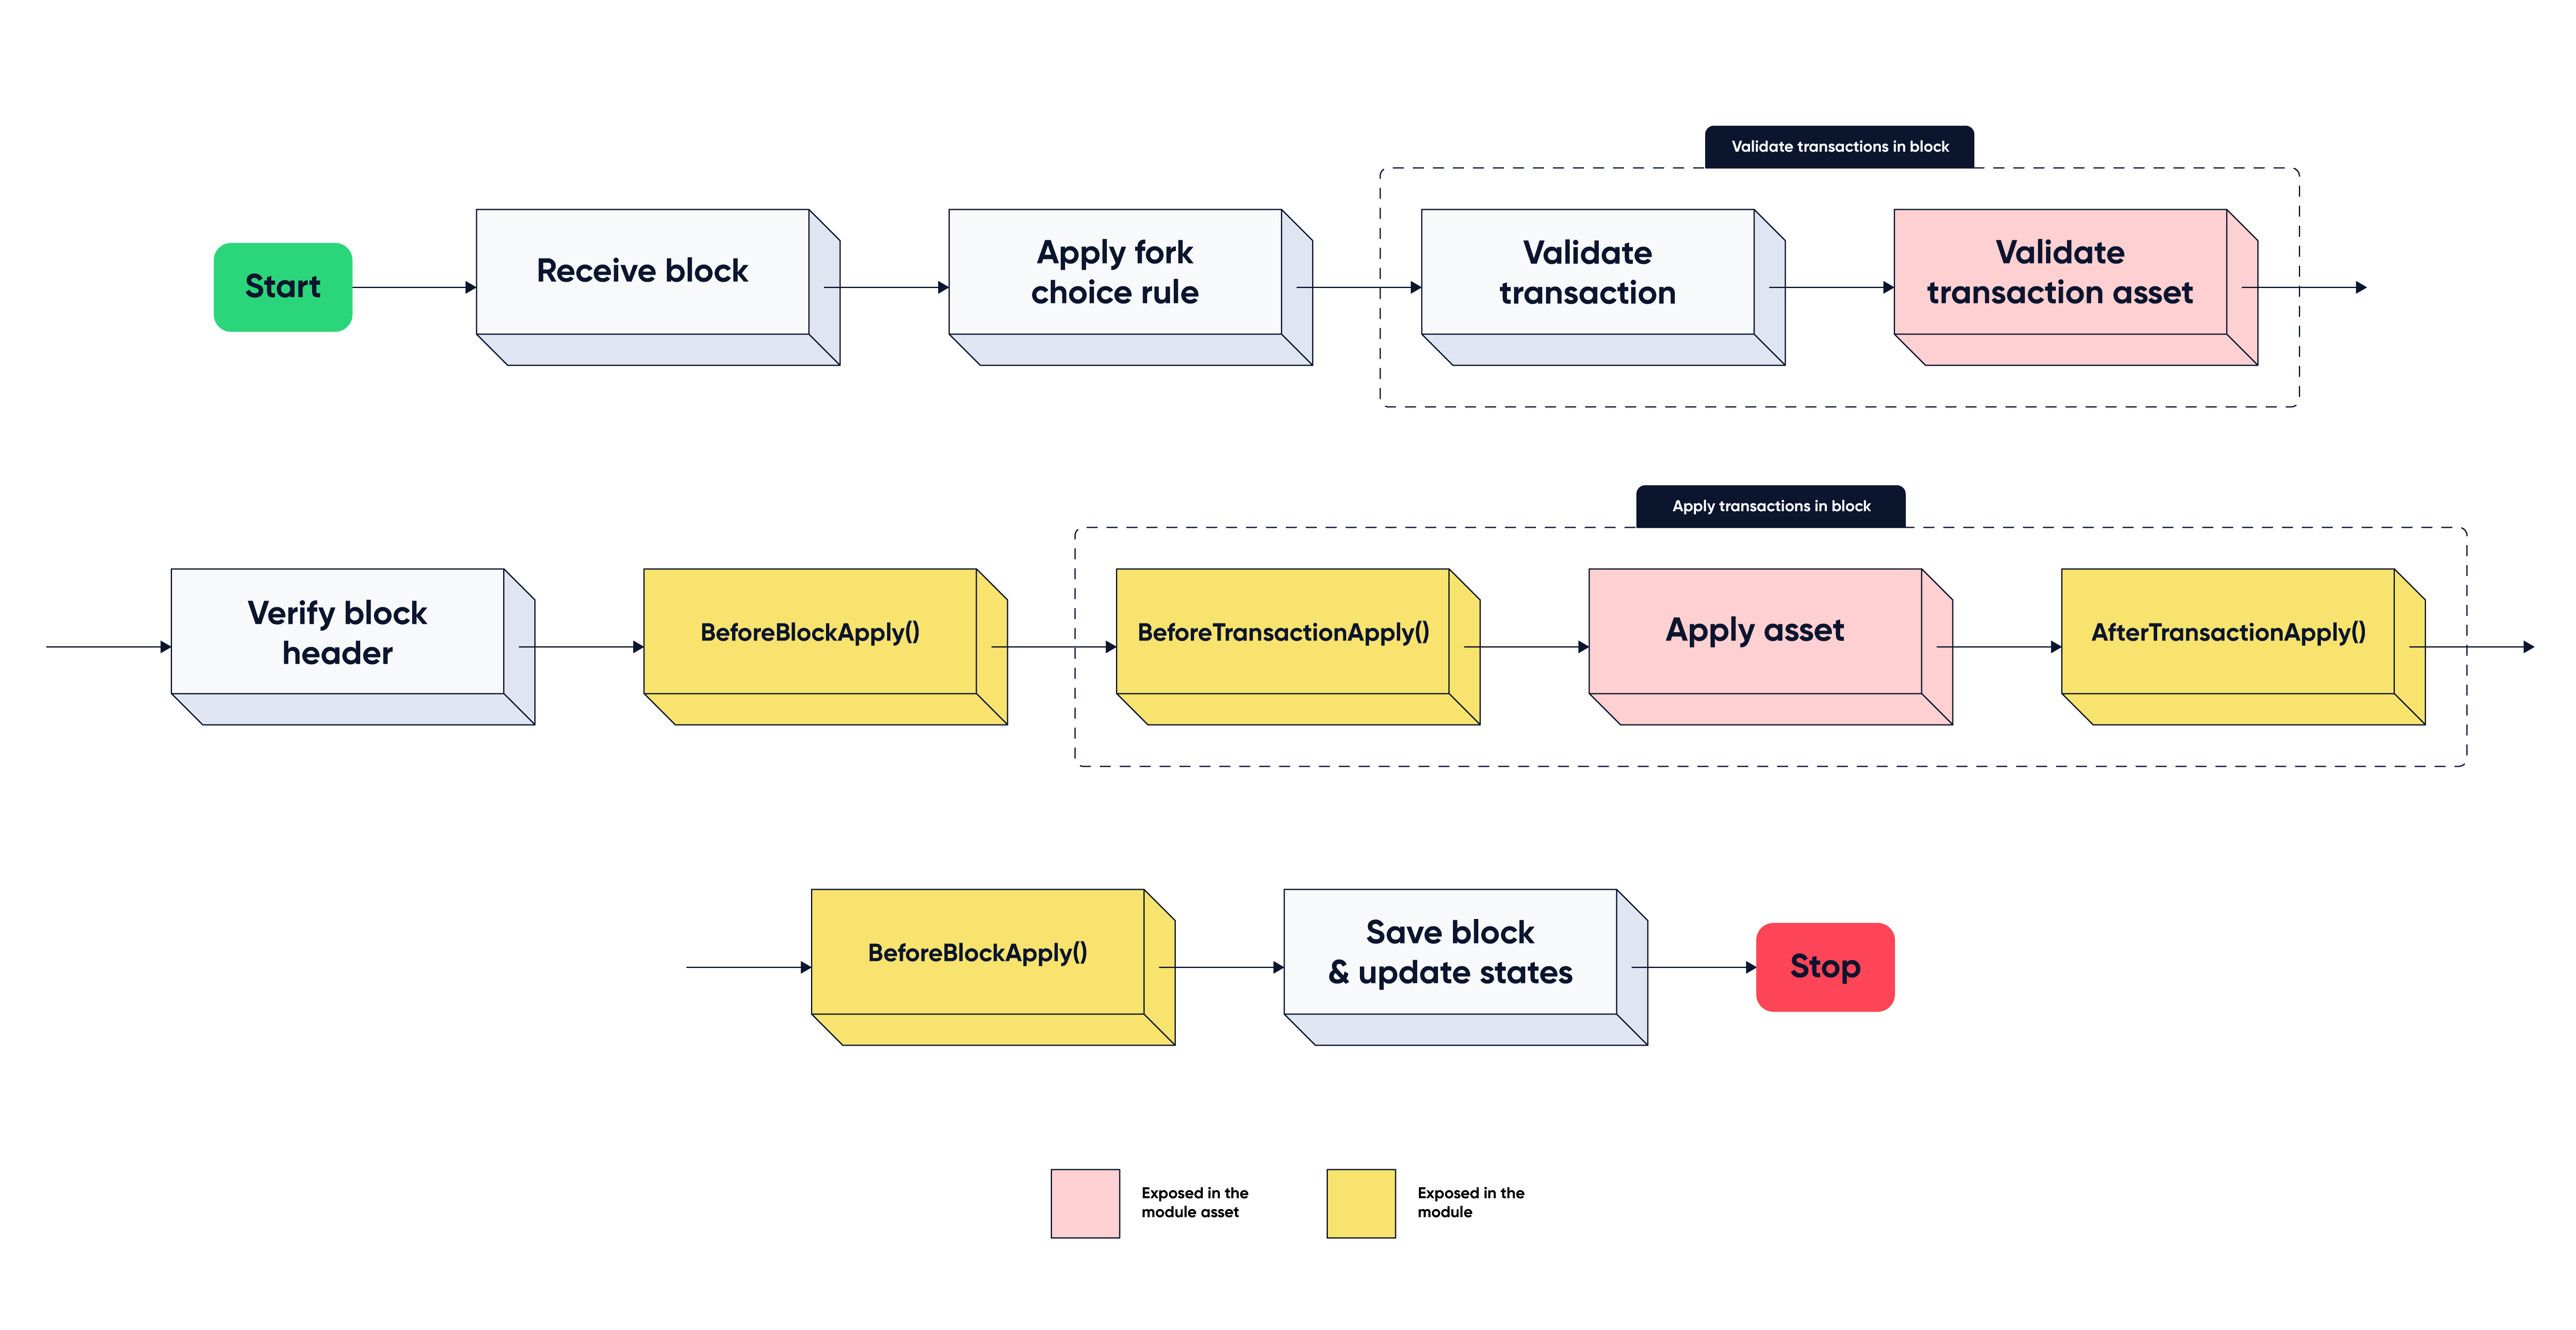 Validate transactions in block
Start
Receive block
Apply fork
choice rule
Validate
transaction
Validate
transaction asset
Apply transactions in block
Verify block
header
BeforeBlockApply()
BeforeTransactionApply()
Apply asset
AfterTransactionApply()
BeforeBlockApply()
Save block
& update states
Stop
Exposed in the
module asset
Exposed in the
module